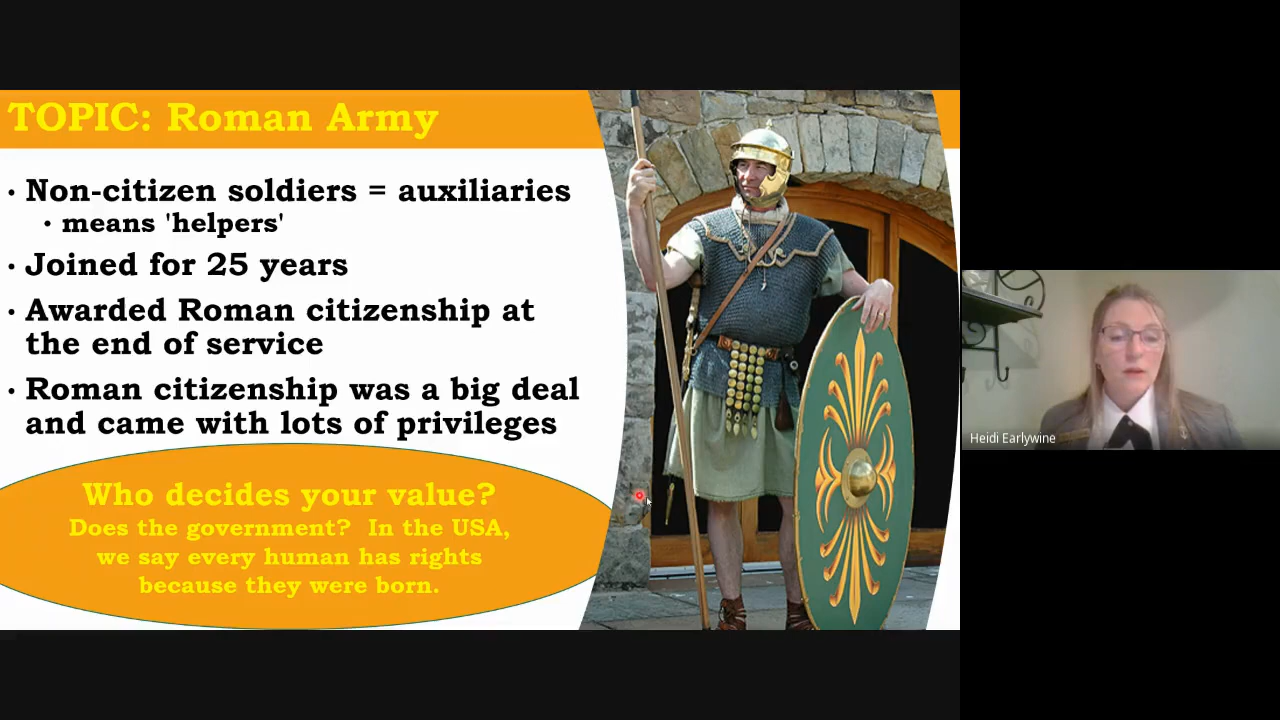 TOPIC: Roman Army
• Non-citizen soldiers = auxiliaries
• means 'helpers'
• Joined for 25 years
• Awarded Roman citizenship at
the end of service
• Roman citizenship was a big deal
and came with lots of privileges
Who decides your value?
Does the government? In the USA,
we say every human has rights
because they were born.
Heidi Earlywine